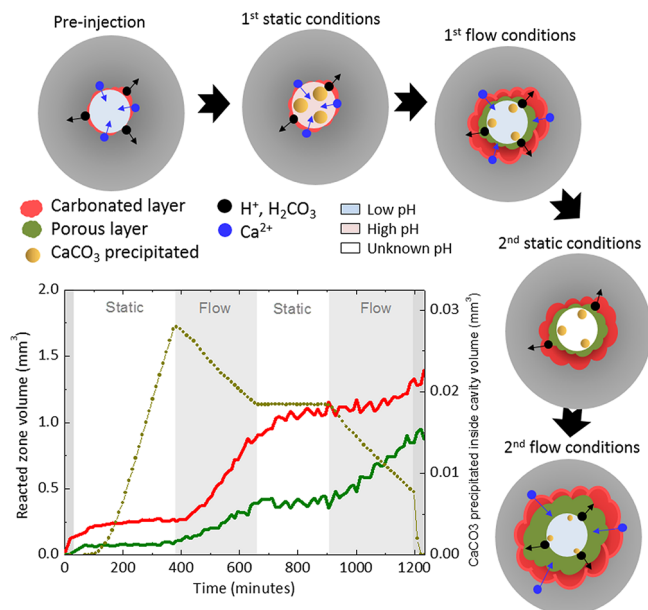 Pre-injection
1st static conditions
1st flow conditions
Carbonated layer
Porous layer
CaCO3 precipitated
H+, H2CO3
Ca2+
Low pH
High pH
Unknown pH
2nd static conditions
2nd flow conditions
Static
Flow
Static
Flow
2.0
1.5
1.0
0.5
0.0
0.03
0.02
0.01
0.00
0
200
400
600
800
1000
1200
Reacted zone volume (mm3)
CaCO3 precipitated inside cavity volume (mm3)
Time (minutes)